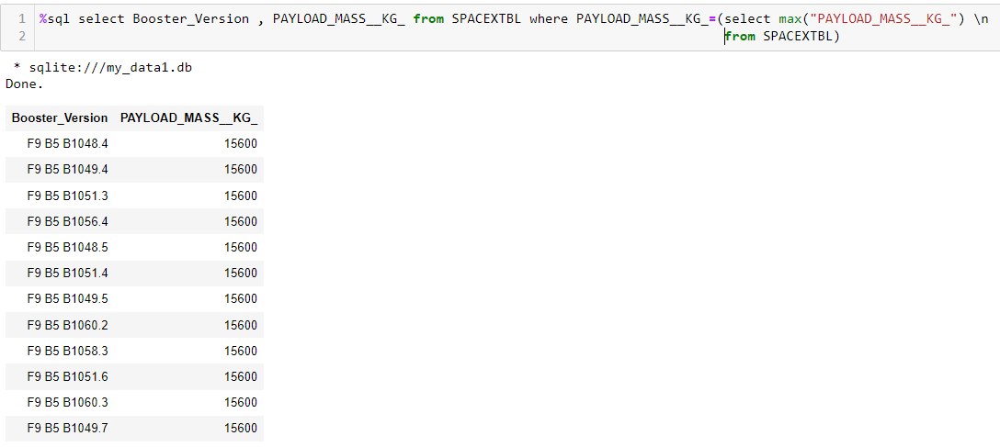 1 %sql select Booster_Version , PAYLOAD_MASS__KG_ from SPACEXTBL where PAYLOAD_MASS__KG_=(select max("PAYLOAD_MASS__KG_") \n
2 from SPACEXTBL)
* sqlite:///my_data1.db
Done.
Booster_Version PAYLOAD_MASS__KG_
F9 B5 B1048.4 15600
F9 B5 B1049.4 15600
F9 B5 B1051.3 15600
F9 B5 B1056.4 15600
F9 B5 B1048.5 15600
F9 B5 B1051.4 15600
F9 B5 B1049.5 15600
F9 B5 B1060.2 15600
F9 B5 B1058.3 15600
F9 B5 B1051.6 15600
F9 B5 B1060.3 15600
F9 B5 B1049.7 15600